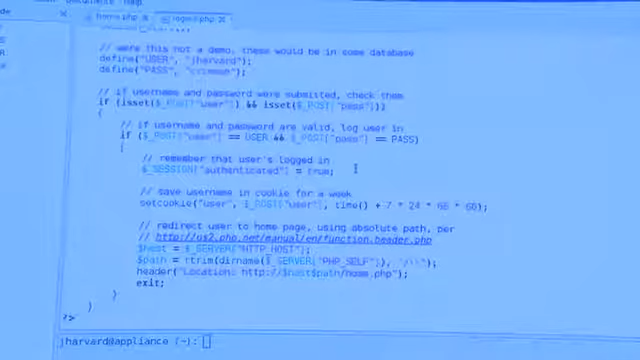 home.php
login3.php
// were this not a demo, these would be in some database
define("USER", "jharvard");
define("PASS", "crimson");
// if username and password were submitted, check them
if (isset($_POST["user"]) && isset($_POST["pass"]))
{
// if username and password are valid, log user in
if ($_POST["user"] == USER && $_POST["pass"] == PASS)
{
// remember that user's logged in
$_SESSION["authenticated"] = true;
// save username in cookie for a week
setcookie("user", $_POST["user"], time() + 7 * 24 * 60 * 60);
// redirect user to home page, using absolute path, per
// http://us2.php.net/manual/en/function.header.php
$host = $_SERVER["HTTP_HOST"];
$path = rtrim(dirname($_SERVER["PHP_SELF"]), "/\\");
header("Location: http://$host$path/home.php");
exit;
}
}
?>
jharvard@appliance (~):